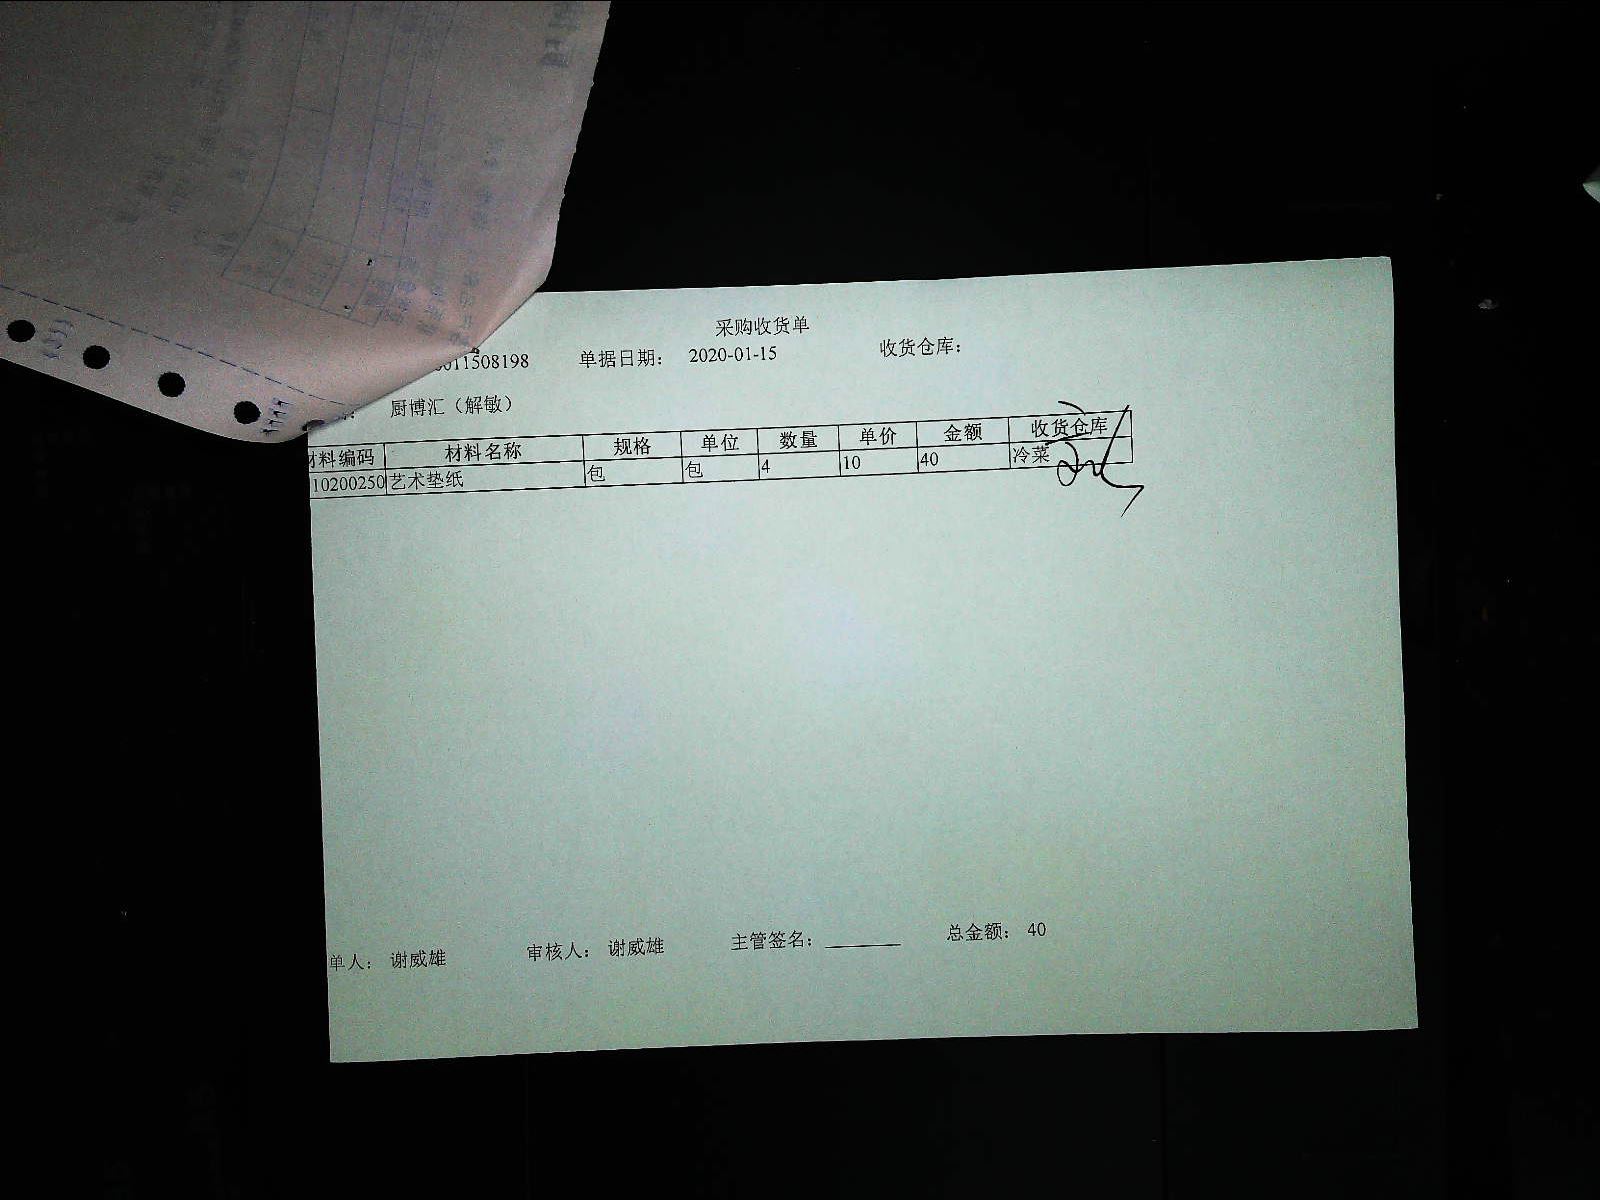 采购收货单
011508198 单据日期： 2020-01-15 收货仓库：
厨博汇（解敏）
材料编码 材料名称 规格 单位 数量 单价 金额 收货仓库
10200250 艺术垫纸 包 包 4 10 40 冷菜
单人： 谢威雄 审核人： 谢威雄 主管签名： 总金额： 40